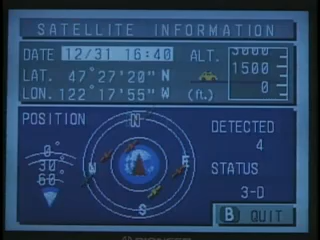 SATELLITE INFORMATION
DATE 12/31 16:40 ALT. 3000
LAT. 47°27'20" N 1500
LON. 122°17'55" W (ft.) 0
POSITION N DETECTED
4
0° 30° 60° W E STATUS
3-D
S
B QUIT